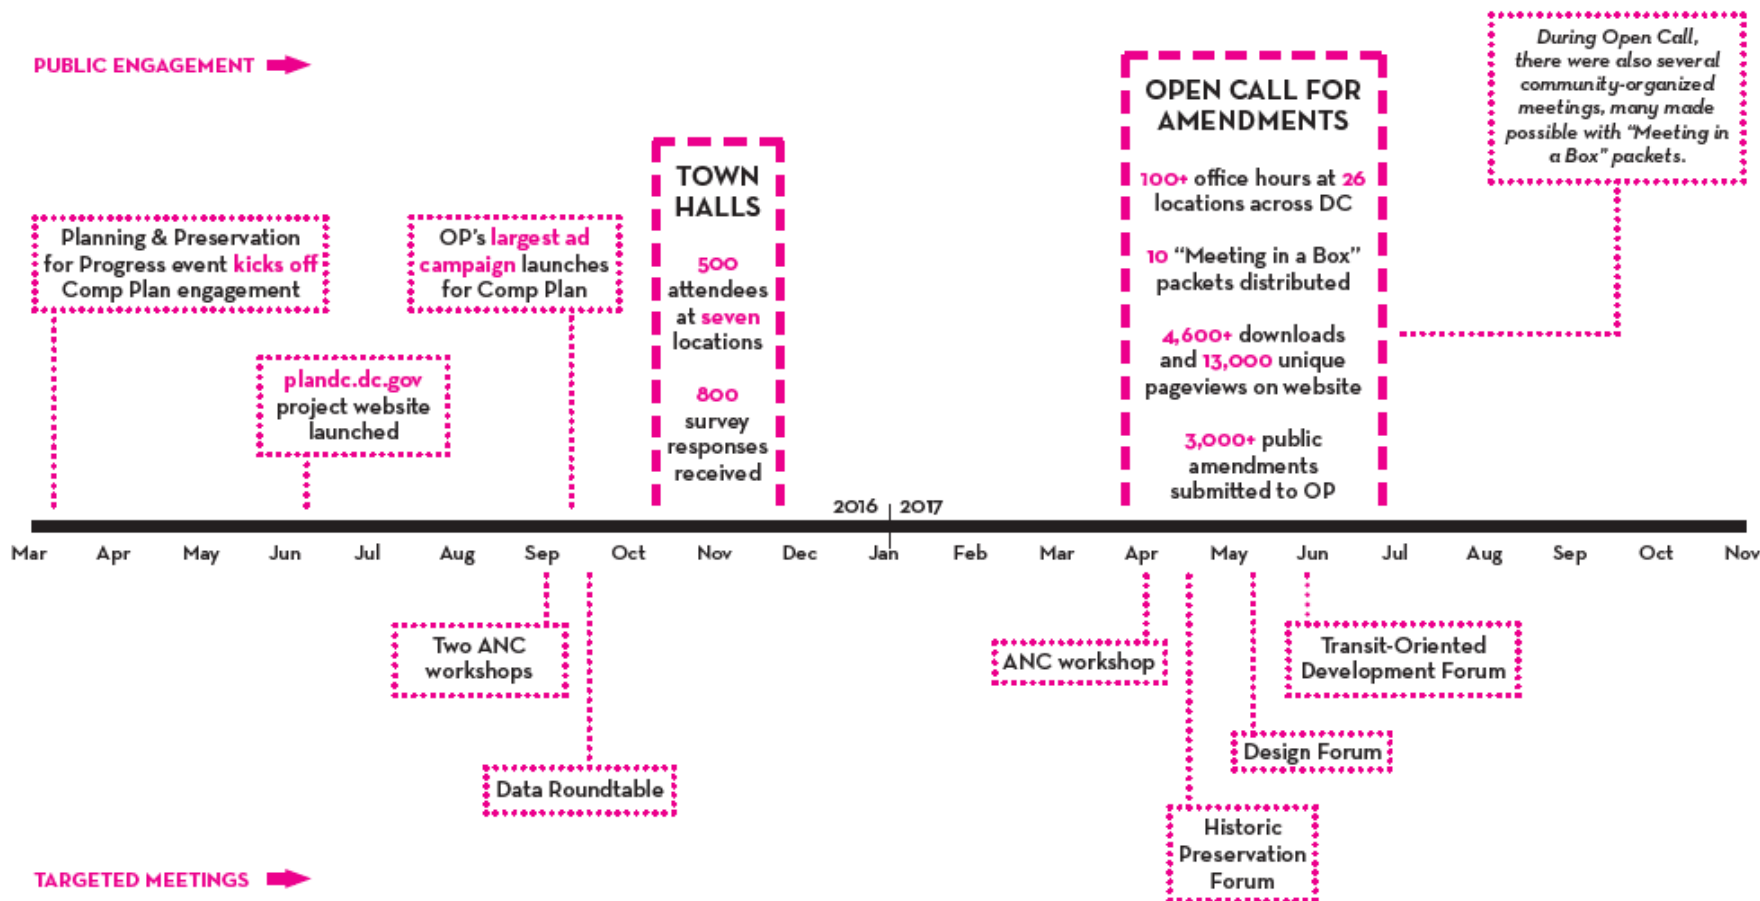 PUBLIC ENGAGEMENT
Planning & Preservation
for Progress event kicks off
Comp Plan engagement
plandc.dc.gov
project website
launched
OP's largest ad
campaign launches
for Comp Plan
TOWN
HALLS
500
attendees
at seven
locations
800
survey
responses
received
OPEN CALL FOR
AMENDMENTS
100+ office hours at 26
locations across DC
10 “Meeting in a Box”
packets distributed
4,600+ downloads
and 13,000 unique
pageviews on website
3,000+ public
amendments
submitted to OP
During Open Call,
there were also several
community-organized
meetings, many made
possible with “Meeting in
a Box” packets.
2016 2017
Mar Apr May Jun Jul Aug Sep Oct Nov Dec Jan Feb Mar Apr May Jun Jul Aug Sep Oct Nov
Two ANC
workshops
Data Roundtable
ANC workshop
Historic
Preservation
Forum
Design Forum
Transit-Oriented
Development Forum
TARGETED MEETINGS